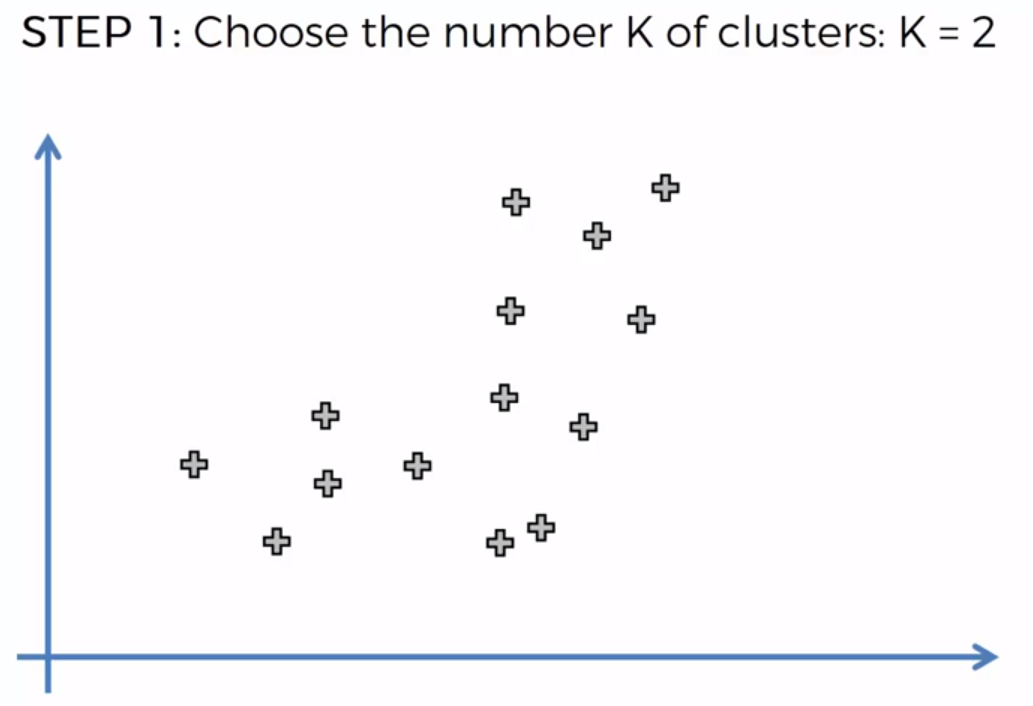 STEP 1: Choose the number K of clusters: K = 2